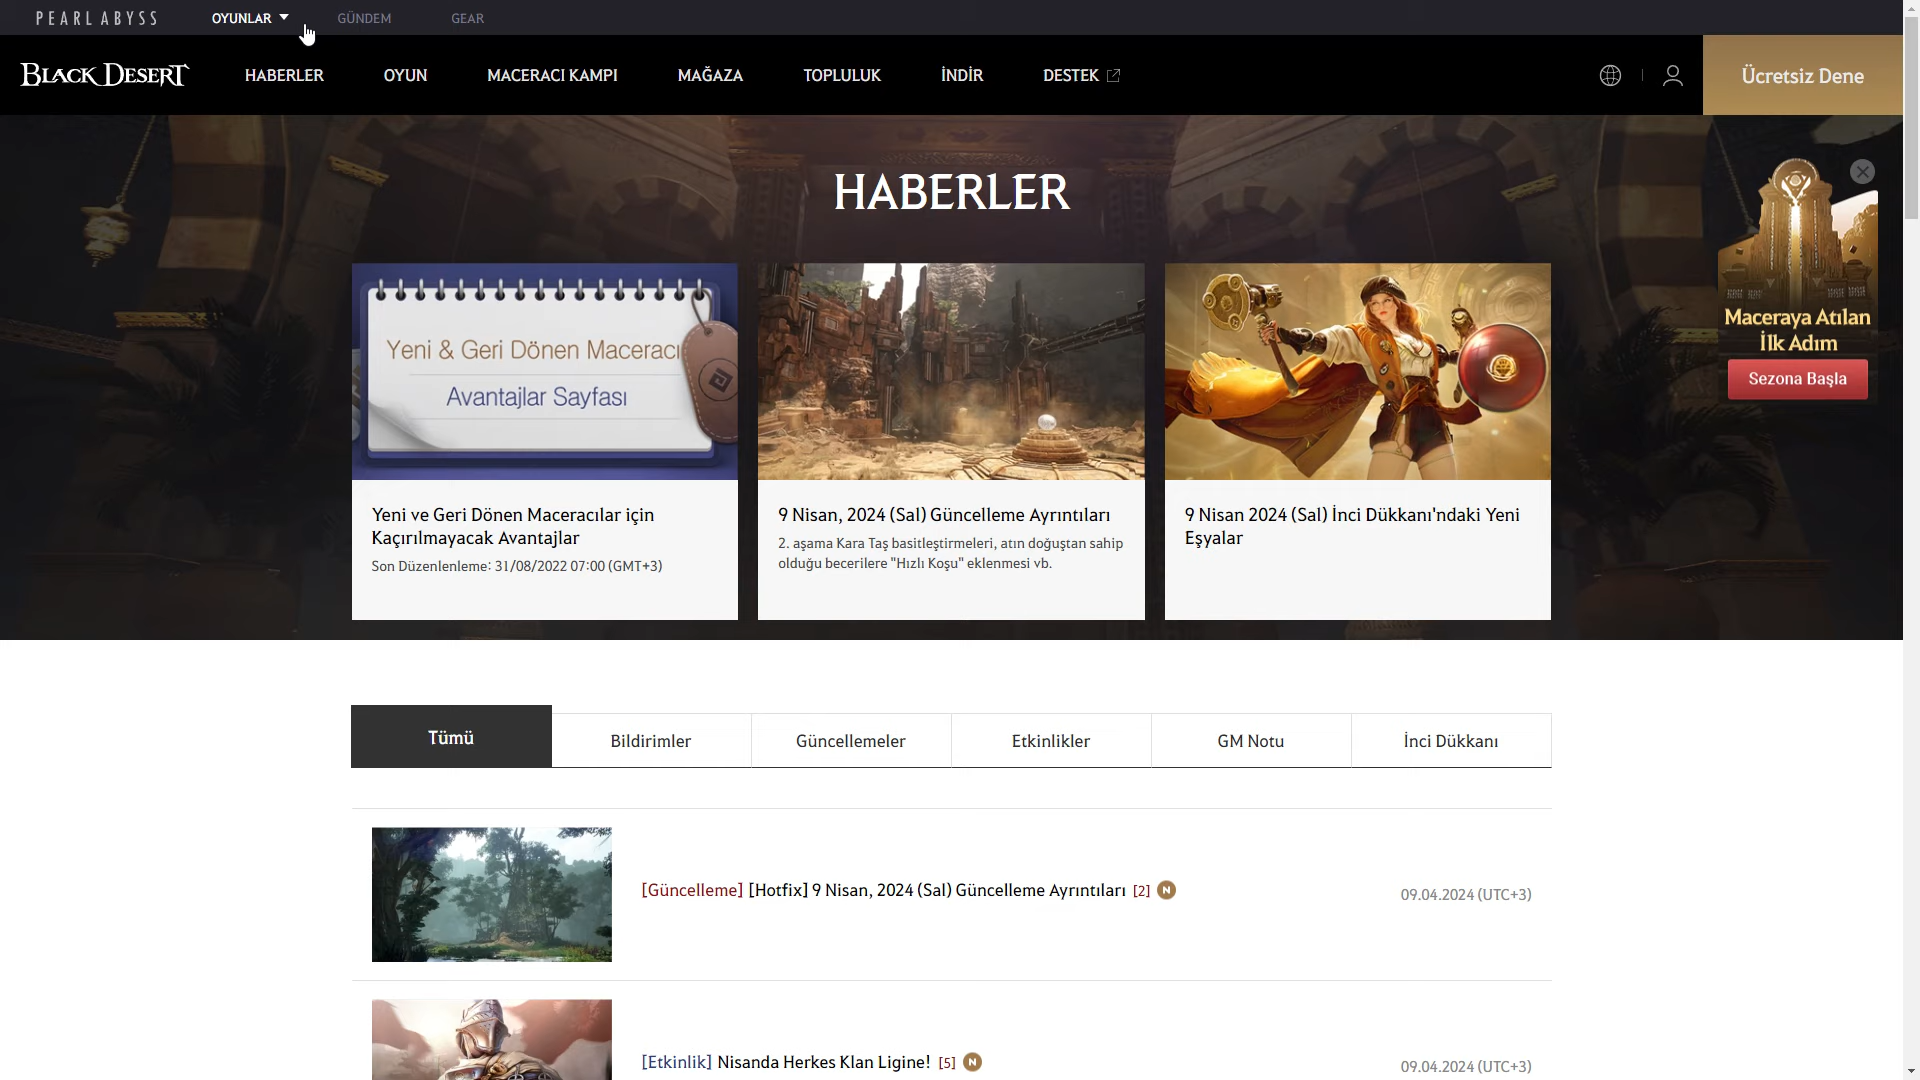 PEARL ABYSS
OYUNLAR
GÜNDEM
GEAR
BLACK DESERT
HABERLER
OYUN
MACERACI KAMPI
MAĞAZA
TOPLULUK
İNDİR
DESTEK
Ücretsiz Dene
HABERLER
Maceraya Atılan
İlk Adım
Sezona Başla
Yeni & Geri Dönen Maceracı
Avantajlar Sayfası
Yeni ve Geri Dönen Maceracılar için
Kaçırılmayacak Avantajlar
Son Düzenlenleme: 31/08/2022 07:00 (GMT+3)
9 Nisan, 2024 (Sal) Güncelleme Ayrıntıları
2. aşama Kara Taş basitleştirmeleri, atın doğuştan sahip
olduğu becerilere "Hızlı Koşu" eklenmesi vb.
9 Nisan 2024 (Sal) İnci Dükkanı'ndaki Yeni
Eşyalar
Tümü
Bildirimler
Güncellemeler
Etkinlikler
GM Notu
İnci Dükkanı
[Güncelleme] [Hotfix] 9 Nisan, 2024 (Sal) Güncelleme Ayrıntıları [2] N
09.04.2024 (UTC+3)
[Etkinlik] Nisanda Herkes Klan Ligine! [5] N
09.04.2024 (UTC+3)